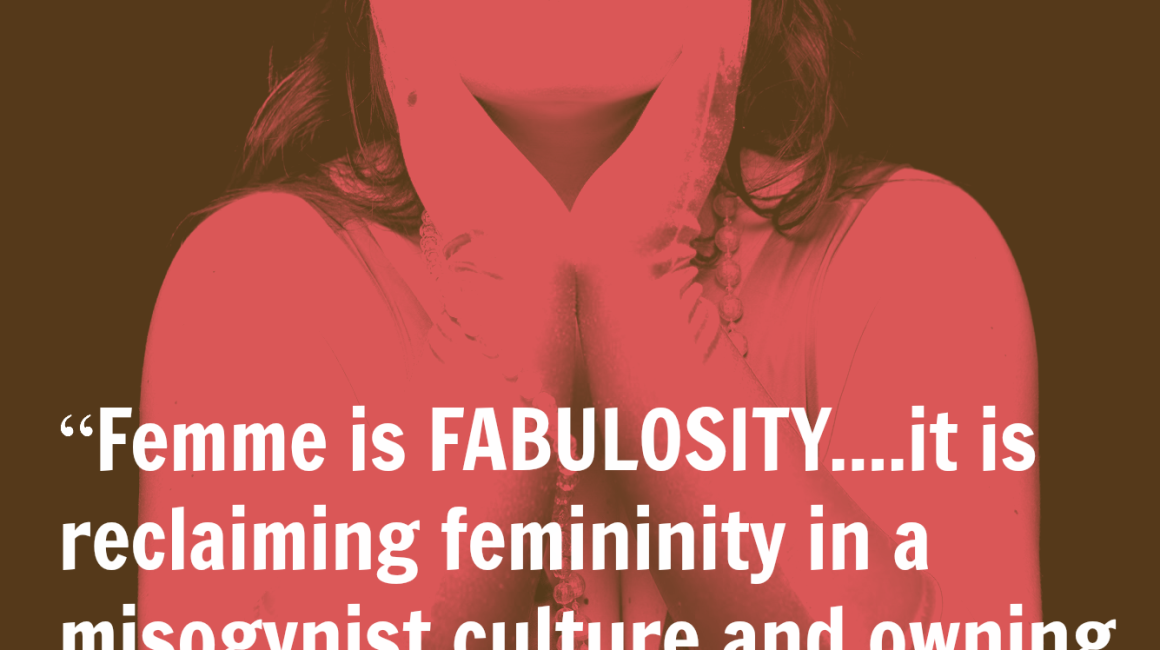 “Femme is FABULOSITY....it is
reclaiming femininity in a
misogynist culture and owning